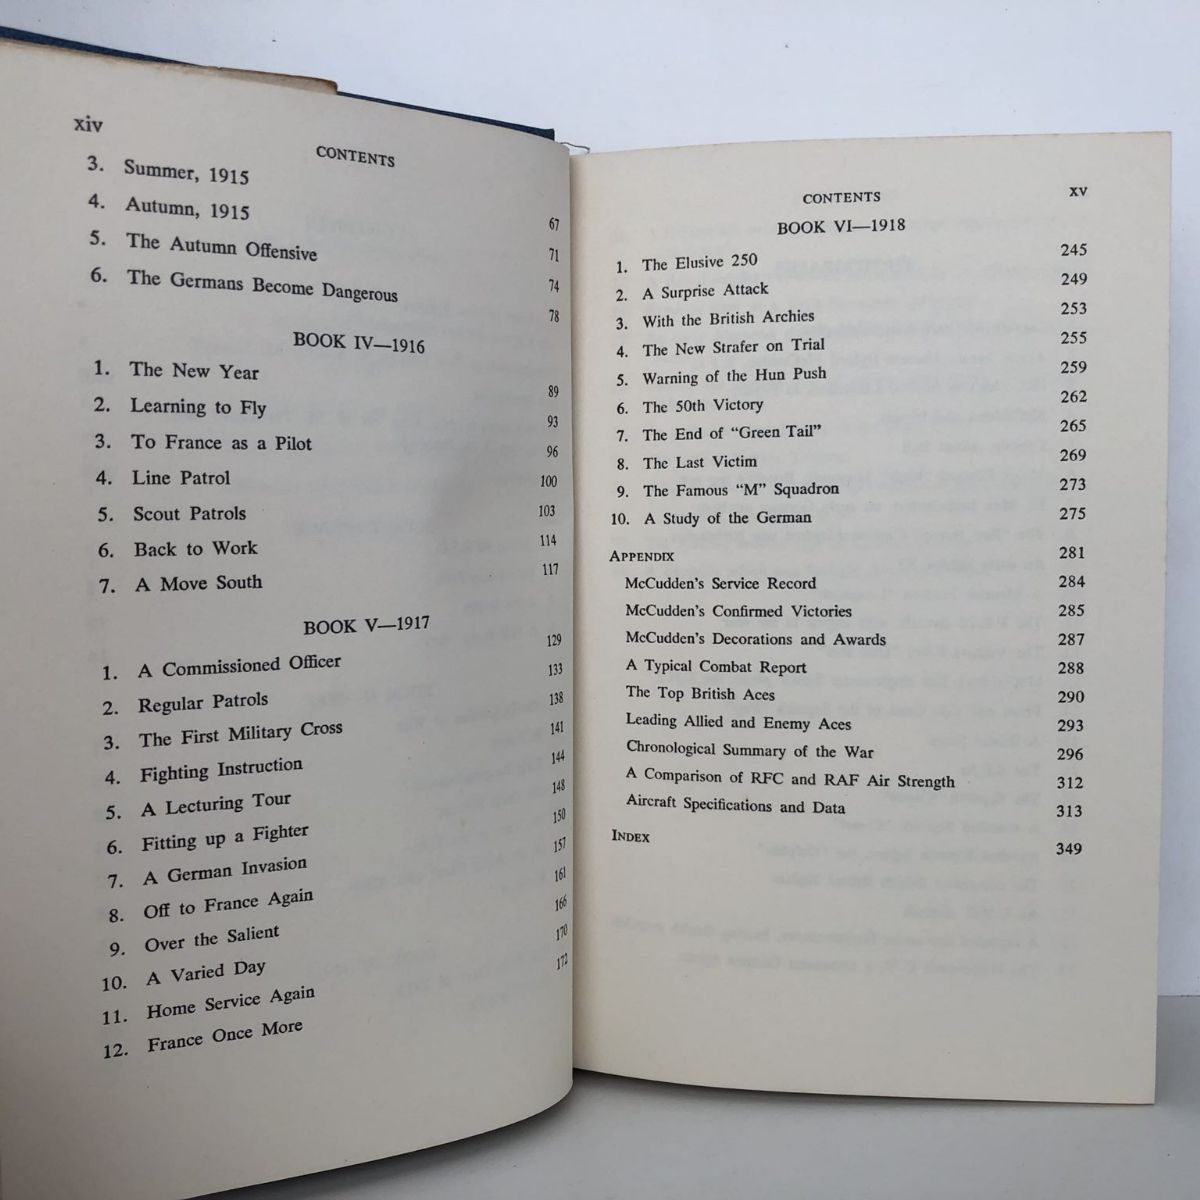 xiv
CONTENTS
3. Summer, 1915 67
4. Autumn, 1915 71
5. The Autumn Offensive 74
6. The Germans Become Dangerous 78
BOOK IV—1916
1. The New Year 89
2. Learning to Fly 93
3. To France as a Pilot 96
4. Line Patrol 100
5. Scout Patrols 103
6. Back to Work 114
7. A Move South 117
BOOK V—1917
1. A Commissioned Officer 129
2. Regular Patrols 133
3. The First Military Cross 138
4. Fighting Instruction 141
5. A Lecturing Tour 144
6. Fitting up a Fighter 148
7. A German Invasion 150
8. Off to France Again 157
9. Over the Salient 161
10. A Varied Day 166
11. Home Service Again 170
12. France Once More 172
CONTENTS xv
BOOK VI—1918
1. The Elusive 250 245
2. A Surprise Attack 249
3. With the British Archies 253
4. The New Strafer on Trial 255
5. Warning of the Hun Push 259
6. The 50th Victory 262
7. The End of "Green Tail" 265
8. The Last Victim 269
9. The Famous "M" Squadron 273
10. A Study of the German 275
APPENDIX 281
McCudden's Service Record 284
McCudden's Confirmed Victories 285
McCudden's Decorations and Awards 287
A Typical Combat Report 288
The Top British Aces 290
Leading Allied and Enemy Aces 293
Chronological Summary of the War 296
A Comparison of RFC and RAF Air Strength 312
Aircraft Specifications and Data 313
INDEX 349